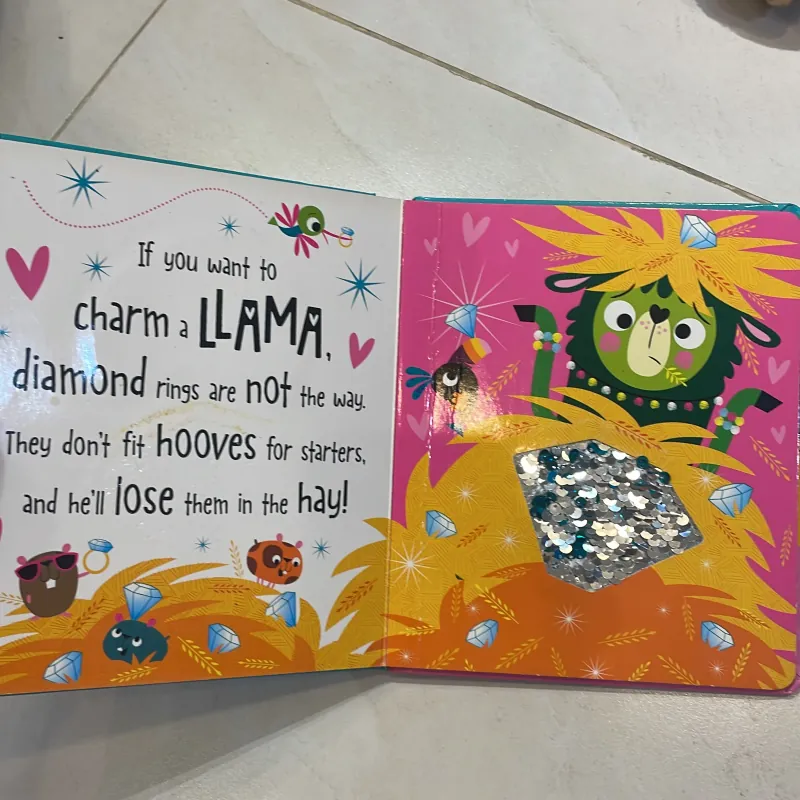 If you want to
charm a LLAMA,
diamond rings are not the way.
They don't fit hooves for starters,
and he'll lose them in the hay!